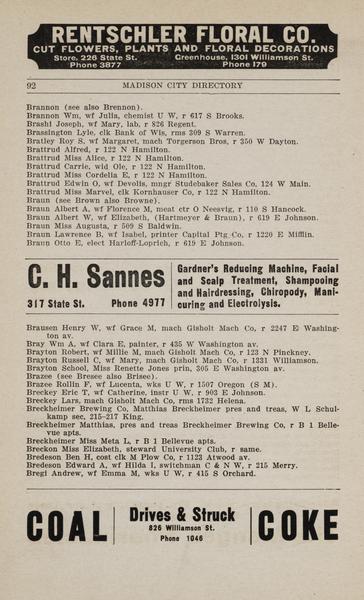 RENTSCHLER FLORAL CO.
CUT FLOWERS, PLANTS AND FLORAL DECORATIONS
Store, 226 State St. Greenhouse, 1301 Williamson St.
Phone 3877 Phone 179
92 MADISON CITY DIRECTORY
Brannon (see also Brennon).
Brannon Wm, wf Julia, chemist U W, r 617 S Brooks.
Brashi Joseph, wf Mary, lab, r 826 Regent.
Brassington Lyle, clk Bank of Wis, rms 309 S Warren.
Bratley Roy S, wf Margaret, mach Torgerson Bros, r 350 W Dayton.
Brattrud Alfred, r 122 N Hamilton.
Brattrud Miss Alice, r 122 N Hamilton.
Brattrud Carrie, wid Ole, r 122 N Hamilton.
Brattrud Miss Cordelia E, r 122 N Hamilton.
Brattrud Edwin O, wf Devolis, mngr Studebaker Sales Co, 124 W Main.
Brattrud Miss Marvel, clk Kornhauser Co, r 122 N Hamilton.
Braun (see Brown also Browne).
Braun Albert A, wf Florence M, meat ctr O Neesvig, r 110 S Hancock.
Braun Albert W, wf Elizabeth, (Hartmeyer & Braun), r 619 E Johnson.
Braun Miss Augusta, r 509 S Baldwin.
Braun Lawrence B, wf Isabel, printer Capital Ptg Co, r 1220 E Mifflin.
Braun Otto E, elect Harloff-Loprich, r 619 E Johnson.
C. H. Sannes
317 State St. Phone 4977
Gardner's Reducing Machine, Facial
and Scalp Treatment, Shampooing
and Hairdressing, Chiropody, Mani-
curing and Electrolysis.
Brausen Henry W, wf Grace M, mach Gisholt Mach Co, r 2247 E Washing-
ton av.
Bray Wm A, wf Clara E, painter, r 435 W Washington av.
Brayton Robert, wf Millie M, mach Gisholt Mach Co, r 123 N Pinckney.
Brayton Russell C, wf Mary, mach Gisholt Mach Co, r 1331 Williamson.
Brayton School, Miss Renette Jones prin, 305 E Washington av.
Brazee (see Bresee also Brisee).
Brazee Rollin F, wf Lucenta, wks U W, r 1507 Oregon (S M).
Breckey Eric T, wf Catherine, instr U W, r 903 E Johnson.
Breckey Lars, mach Gisholt Mach Co, rms 1732 Helena.
Breckheimer Brewing Co, Matthias Breckheimer pres and treas, W L Schul-
kamp sec, 215-217 King.
Breckheimer Matthias, pres and treas Breckheimer Brewing Co, r B 1 Belle-
vue apts.
Breckheimer Miss Meta L, r B 1 Bellevue apts.
Breckon Miss Elizabeth, steward University Club, r same.
Bredeson Ben H, cost clk M Plow Co, r 1123 Atwood av.
Bredeson Edward A, wf Hilda I, switchman C & N W, r 215 Merry.
Bregl Andrew, wf Emma M, wks U W, r 415 S Orchard.
COAL
Drives & Struck
826 Williamson St.
Phone 1046
COKE